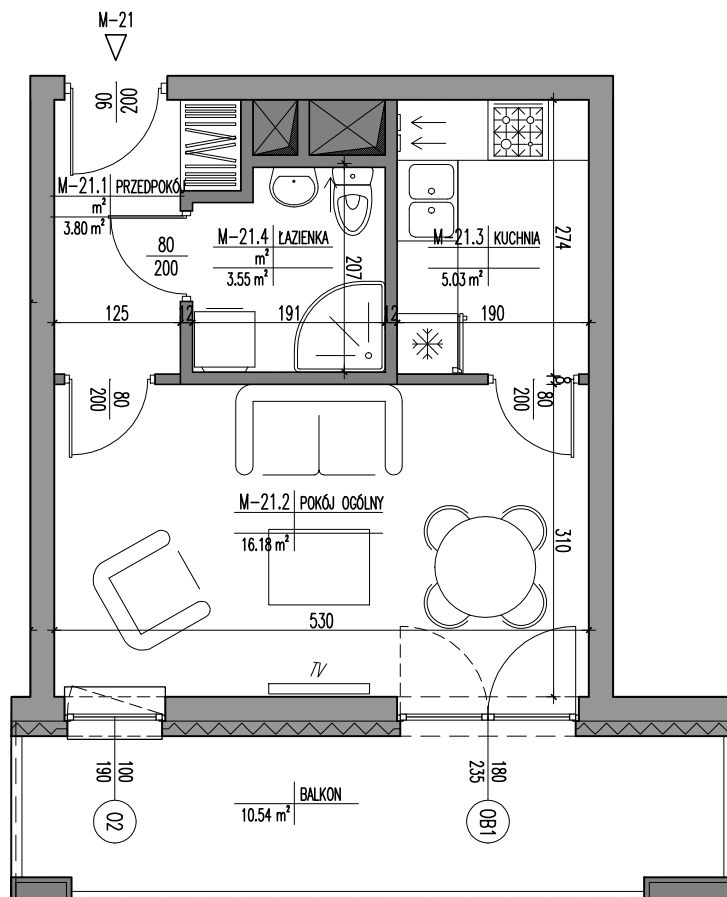 M-21
90
200
M-21.1 PRZEDPOKÓJ
m²
3.80 m²
80
200
M-21.4 ŁAZIENKA
m²
3.55 m²
207
M-21.3 KUCHNIA
5.03 m²
274
125
12
191
12
190
80
200
80
200
8
M-21.2 POKÓJ OGÓLNY
16.18 m²
310
530
TV
100
190
180
235
BALKON
10.54 m²
O2
OB1